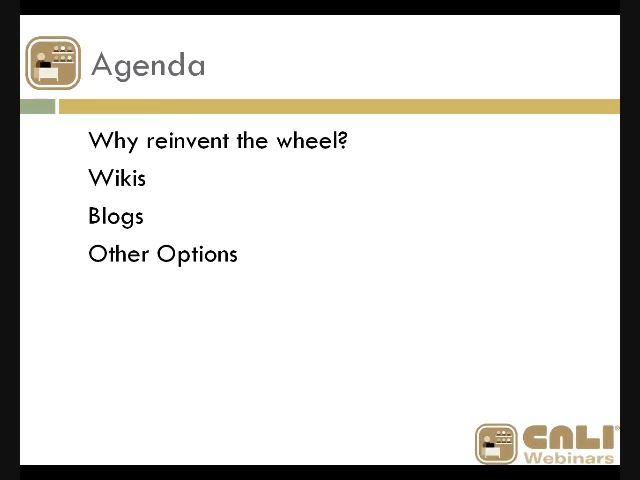 Agenda
Why reinvent the wheel?
Wikis
Blogs
Other Options
CALI®
Webinars